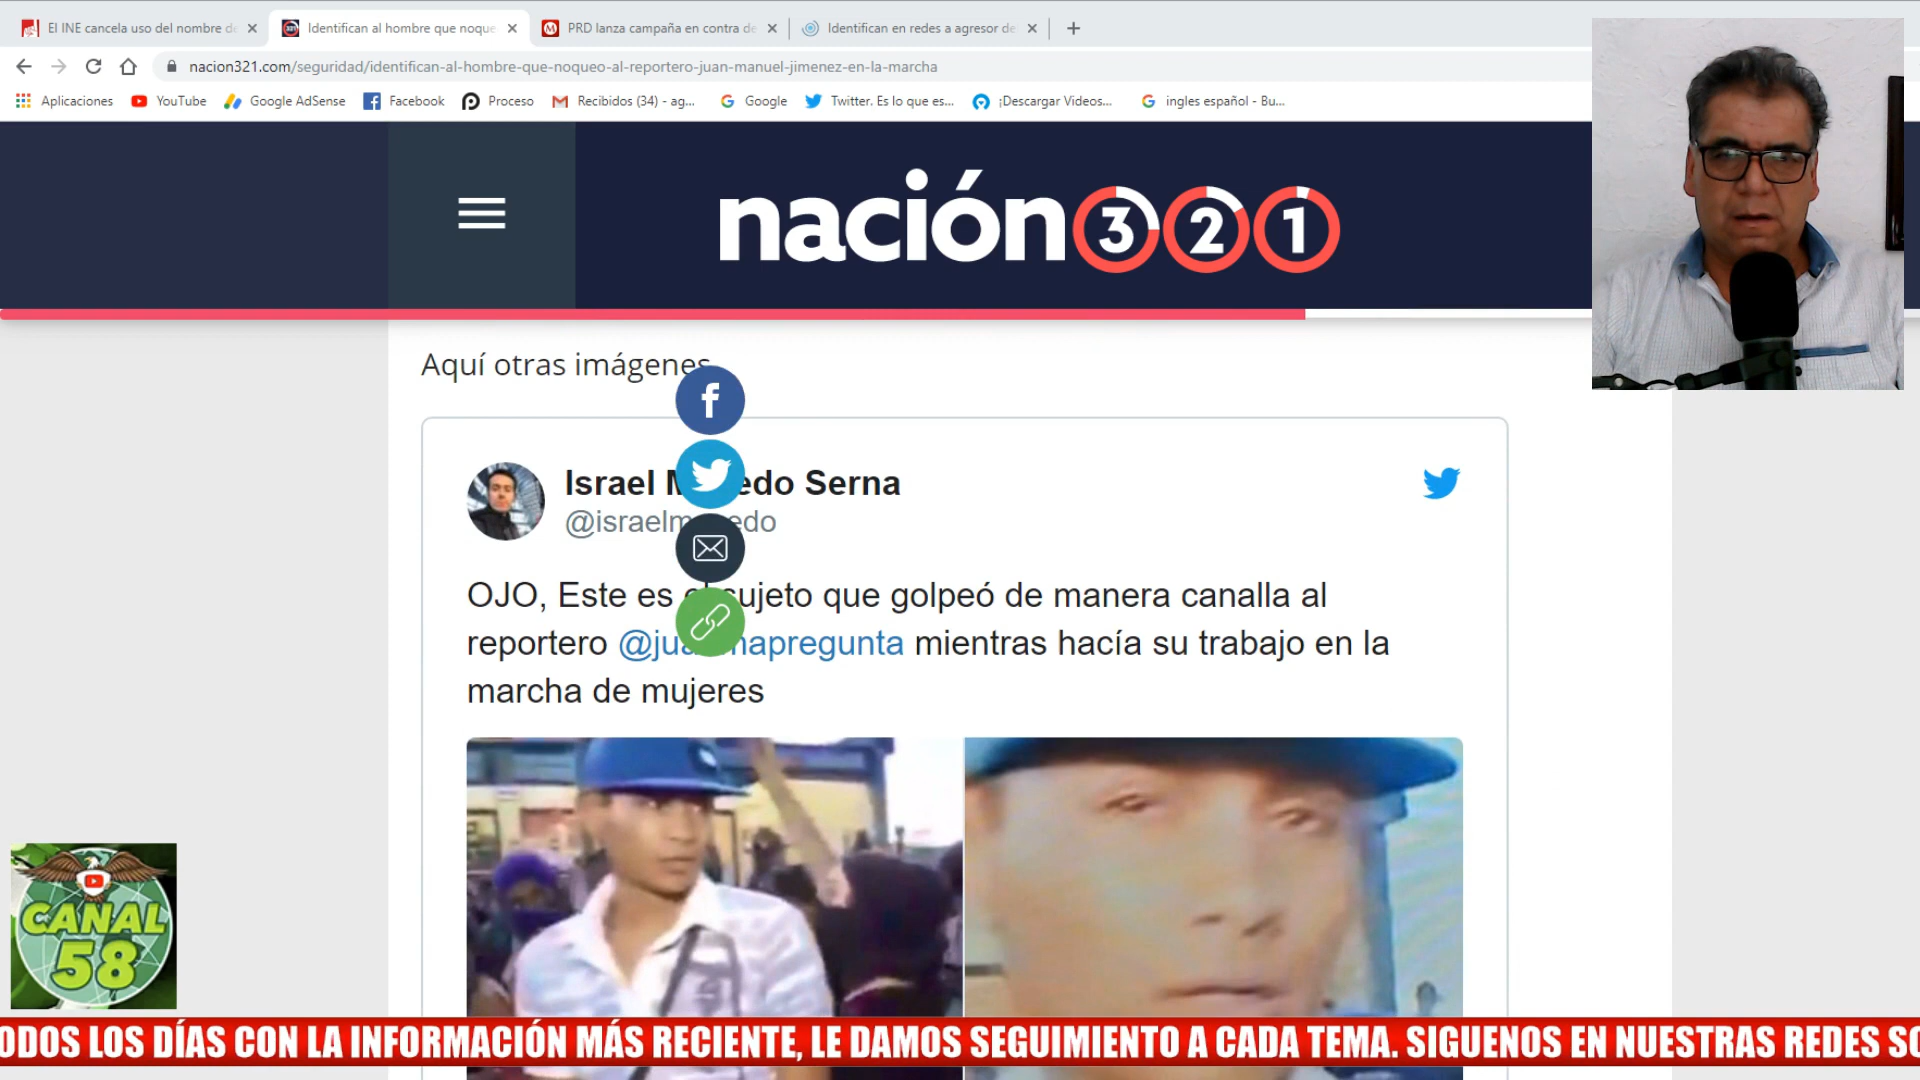 El INE cancela uso del nombre de
Identifican al hombre que noque
PRD lanza campaña en contra de
Identifican en redes a agresor de
nacion321.com/seguridad/identifican-al-hombre-que-noqueo-al-reportero-juan-manuel-jimenez-en-la-marcha
Aplicaciones
YouTube
Google AdSense
Facebook
Proceso
Recibidos (34) - ag...
Google
Twitter. Es lo que es...
¡Descargar Videos...
ingles español - Bu...
nación321
Aquí otras imágenes
Israel M edo Serna
@israelm edo
OJO, Este es el sujeto que golpeó de manera canalla al
reportero @jua mapregunta mientras hacía su trabajo en la
marcha de mujeres
CANAL
58
ODOS LOS DÍAS CON LA INFORMACIÓN MÁS RECIENTE, LE DAMOS SEGUIMIENTO A CADA TEMA. SIGUENOS EN NUESTRAS REDES SO